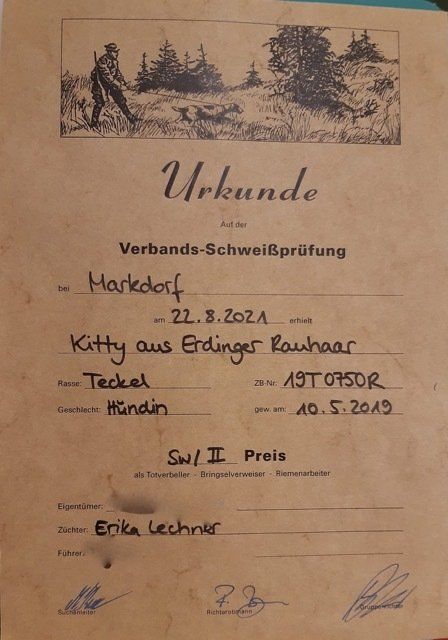 Urkunde
Auf der
Verbands-Schweißprüfung
bei Markdorf
am 22.8.2021 erhielt
Kitty aus Erdinger Rauhaar
Rasse: Teckel ZB-Nr: 19T0750R
Geschlecht: Hündin gew. am: 10.5.2019
Sw/ II Preis
als Totverbeller - Bringselverweiser - Riemenarbeiter
Eigentümer:
Züchter: Erika Lechner
Führer:
Suchenleiter Richterobmann Gruppenrichter